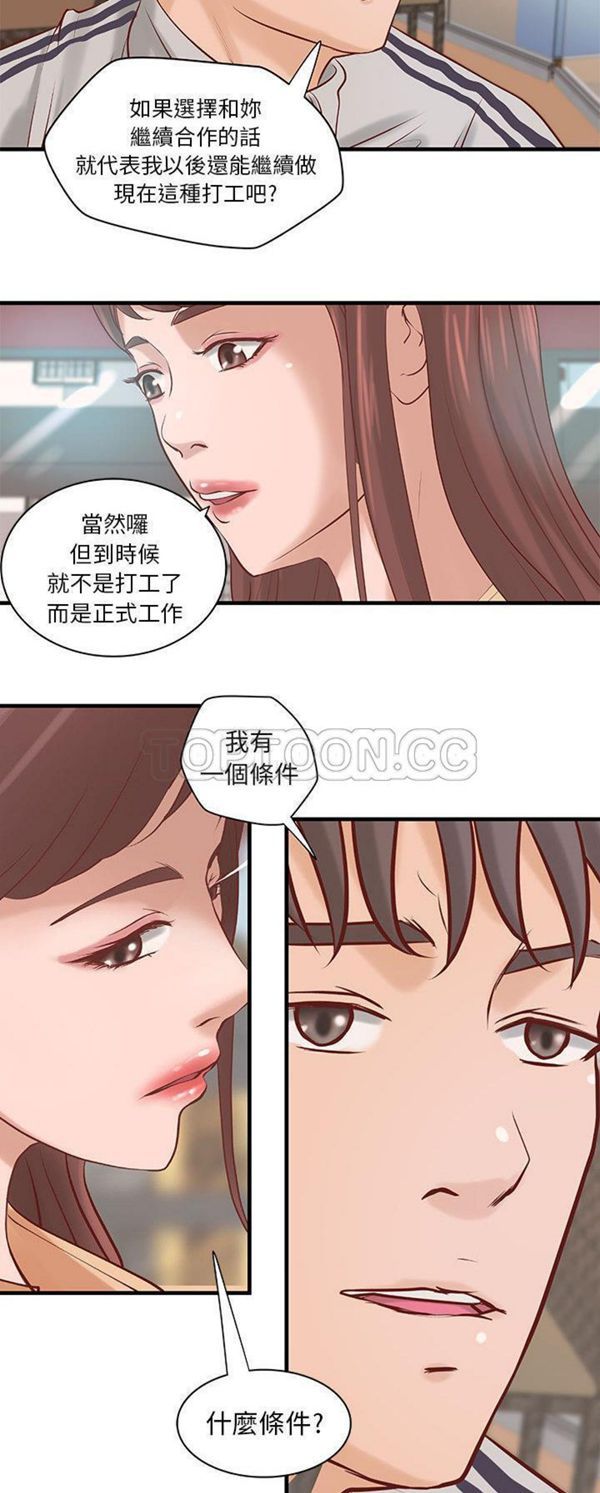 如果選擇和妳
繼續合作的話
就代表我以後還能繼續做
現在這種打工吧?
當然囉
但到時候
就不是打工了
而是正式工作
我有
一個條件
TOPTOON.CC
什麼條件?